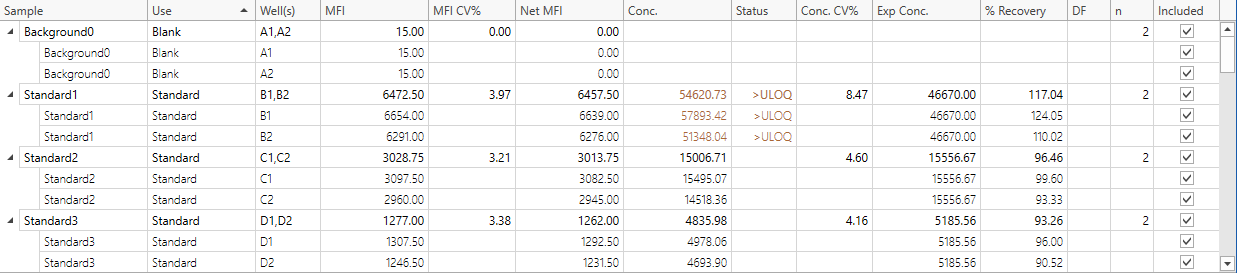 Sample Use Well(s) MFI MFI CV% Net MFI Conc. Status Conc. CV% Exp Conc. % Recovery DF n Included
Background0 Blank A1,A2 15.00 0.00 0.00 2
Background0 Blank A1 15.00 0.00
Background0 Blank A2 15.00 0.00
Standard1 Standard B1,B2 6472.50 3.97 6457.50 54620.73 >ULOQ 8.47 46670.00 117.04 2
Standard1 Standard B1 6654.00 6639.00 57893.42 >ULOQ 46670.00 124.05
Standard1 Standard B2 6291.00 6276.00 51348.04 >ULOQ 46670.00 110.02
Standard2 Standard C1,C2 3028.75 3.21 3013.75 15006.71 4.60 15556.67 96.46 2
Standard2 Standard C1 3097.50 3082.50 15495.07 15556.67 99.60
Standard2 Standard C2 2960.00 2945.00 14518.36 15556.67 93.33
Standard3 Standard D1,D2 1277.00 3.38 1262.00 4835.98 4.16 5185.56 93.26 2
Standard3 Standard D1 1307.50 1292.50 4978.06 5185.56 96.00
Standard3 Standard D2 1246.50 1231.50 4693.90 5185.56 90.52